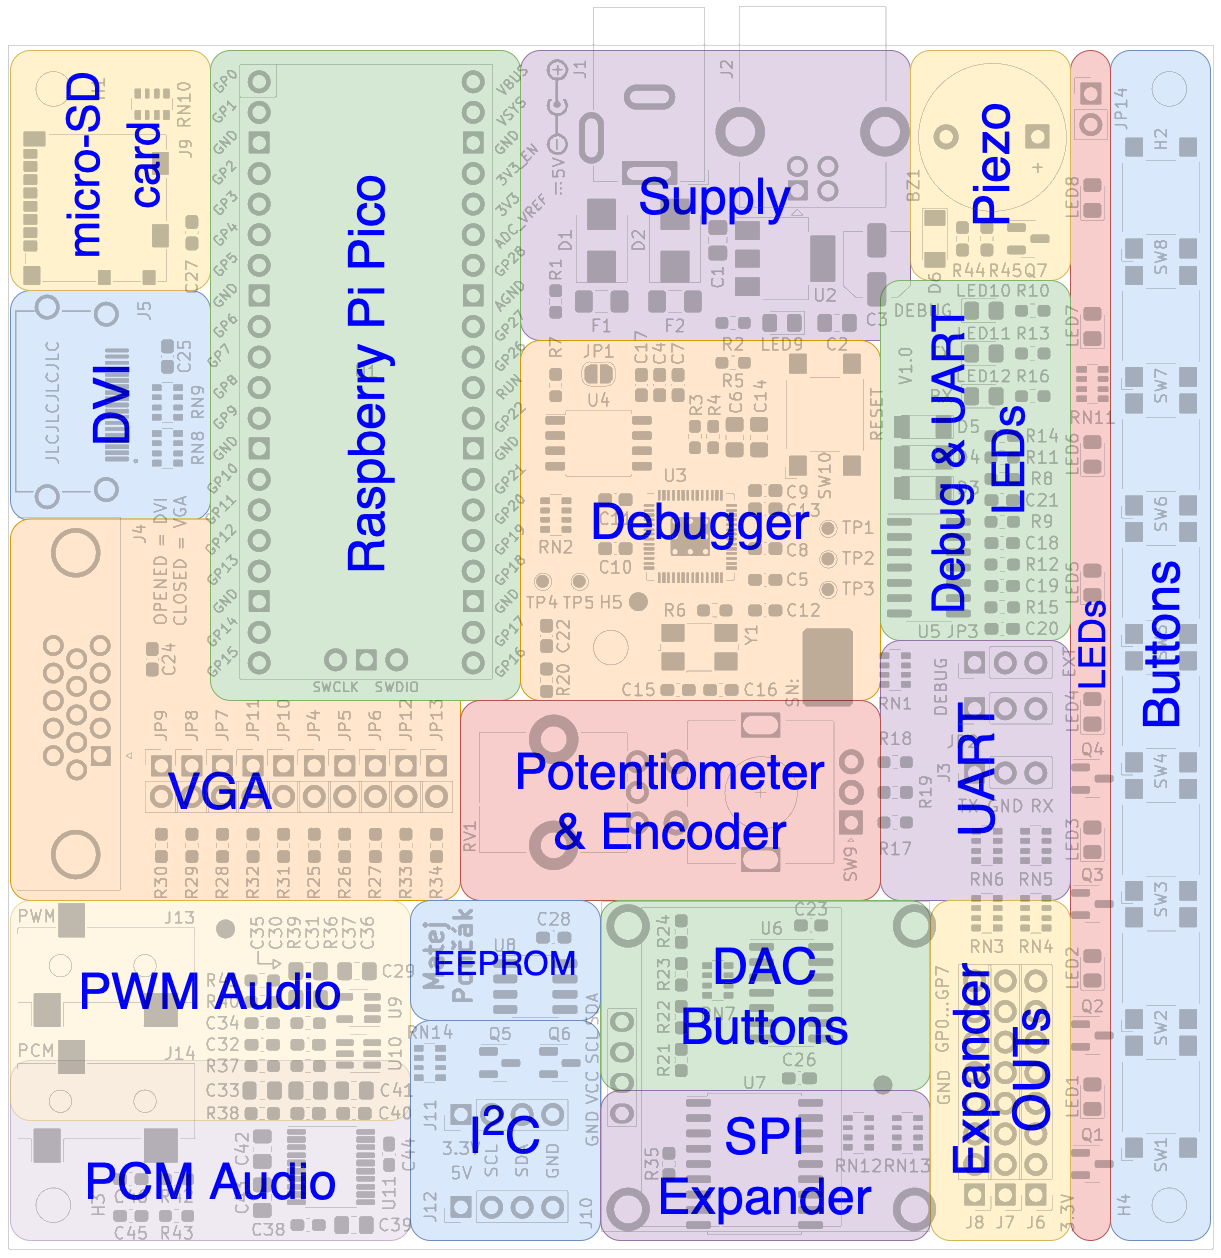 micro-SD
card
H1
RN10
J9
C27
DVI
J5
C25
JLCJLCJLCJLC
RN8 RN9
Raspberry Pi Pico
GP0
GP1
GND
GP2
GP3
GP4
GP5
GND
GP6
GP7
GP8
GP9
GND
GP10
GP11
GP12
GP13
GND
GP14
GP15
VBUS
VSYS
GND
3V3_EN
3V3
ADC_VREF
GP28
AGND
GP27
GP26
RUN
GP22
GND
GP21
GP20
GP19
GP18
GND
GP17
GP16
SWCLK SWDIO
Supply
J1
J2
5V
D1
D2
C1
R1
F1
F2
U2
C3
R2
LED9
C2
Piezo
BZ1
+
D6
R44 R45 Q7
JP14
LED8
LED7
RN11
LED6
LED5
LEDs
LED4
Q4
LED3
Q3
LED2
Q2
LED1
Q1
3.3V
Buttons
H2
SW8
SW7
SW6
SW4
SW3
SW2
SW1
H4
Debug & UART
LEDs
DEBUG
V1.0
LED10 R10
LED11 R13
LED12 R16
D5
R14
D4
R11
D3
R8
C21
R9
C18
R12
C19
R15
C20
U5 JP3
Debugger
R7
JP1
C17
C4
C7
R5
U4
R3
R4
C6
C14
RESET
SW10
U3
C9
C13
C11
RN2
C8
C10
C5
C12
TP1
TP2
TP3
TP4 TP5 H5
R6
Y1
C22
R20
C15
C16
SN:
VGA
J4
OPENED = DVI
CLOSED = VGA
C24
JP9
JP8
JP7
JP11
JP10
JP4
JP5
JP6
JP12
JP13
R30
R29
R28
R32
R31
R25
R26
R27
R33
R34
Potentiometer
& Encoder
RV1
SW9
UART
RN1
DEBUG
EXT
R18
R19
R17
J3
TX GND RX
RN6 RN5
PWM Audio
PWM
J13
C35
C30
R39
C31
R36
C37
C36
C29
U9
C34
C32
R37
U10
PCM
J14
C33
C41
R38
C40
PCM Audio
C42
C44
U11
H3
C45 R43
C38
C39
EEPROM
Matej
C28
U8
I²C
RN14
Q5
Q6
J11
3.3V
5V
SCL
SDA
GND
J12
J10
GND VCC SCL SDA
DAC
Buttons
U6
C23
R24
R23
R22
R21
RN7
C26
SPI
Expander
U7
R35
RN12 RN13
Expander
OUTs
RN3 RN4
GND GP0..GP7
J8 J7 J6